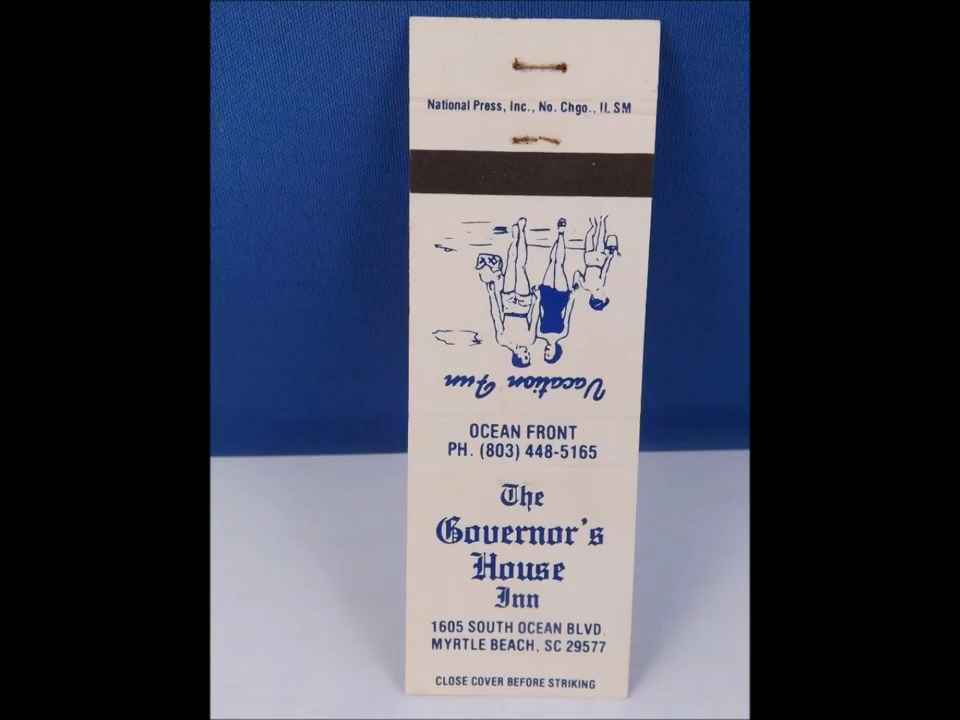 National Press, Inc., No. Chgo., IL SM
Vacation Fun
OCEAN FRONT
PH. (803) 448-5165
The
Governor's
House
Inn
1605 SOUTH OCEAN BLVD.
MYRTLE BEACH, SC 29577
CLOSE COVER BEFORE STRIKING